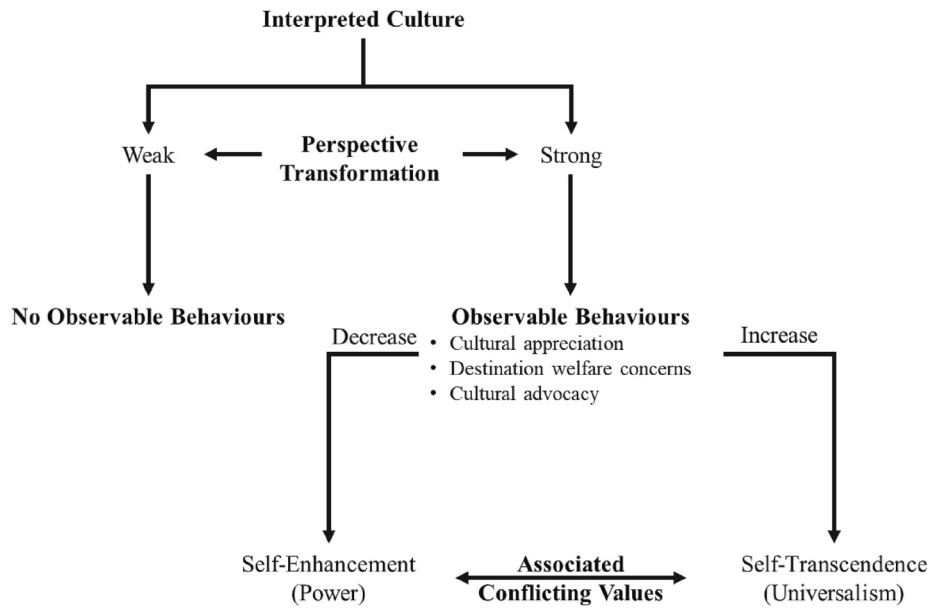 Interpreted Culture
Weak
Perspective
Transformation
Strong
No Observable Behaviours
Observable Behaviours
Decrease
• Cultural appreciation
• Destination welfare concerns
• Cultural advocacy
Increase
Self-Enhancement
(Power)
Associated
Conflicting Values
Self-Transcendence
(Universalism)